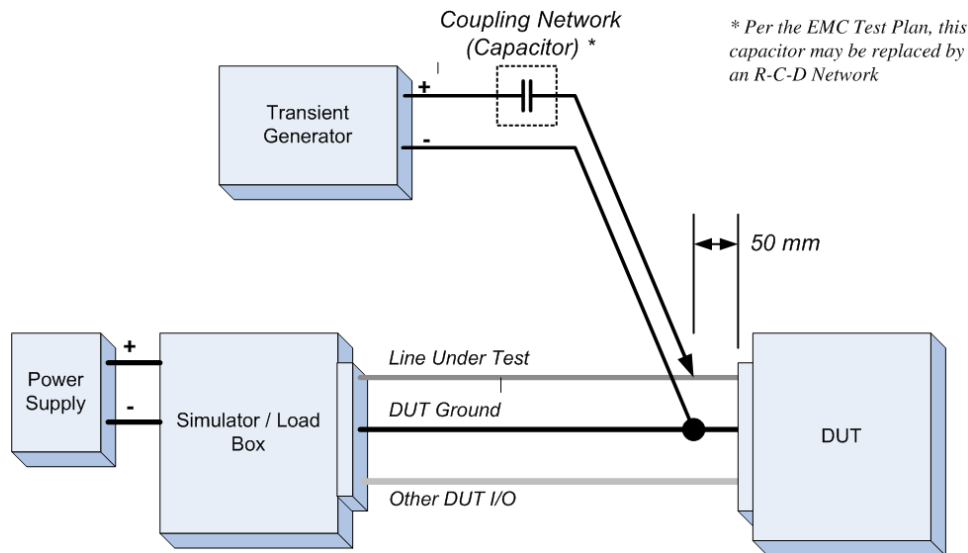 Coupling Network
(Capacitor) *
* Per the EMC Test Plan, this
capacitor may be replaced by
an R-C-D Network
+
Transient
Generator
-
50 mm
+
Line Under Test
Power
Supply
-
Simulator / Load
Box
DUT Ground
DUT
Other DUT I/O